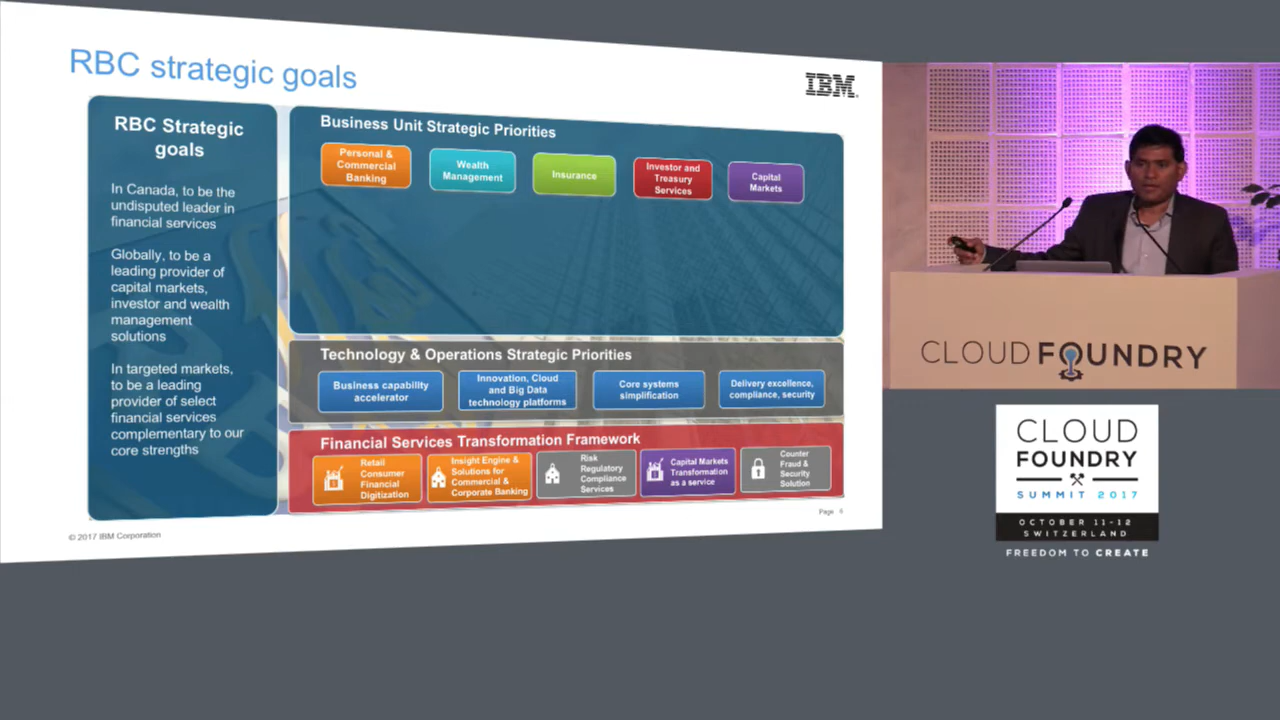 RBC strategic goals
IBM
RBC Strategic
goals
In Canada, to be the
undisputed leader in
financial services
Globally, to be a
leading provider of
capital markets,
investor and wealth
management
solutions
In targeted markets,
to be a leading
provider of select
financial services
complementary to our
core strengths
Business Unit Strategic Priorities
Personal &
Commercial
Banking
Wealth
Management
Insurance
Investor and
Treasury
Services
Capital
Markets
Technology & Operations Strategic Priorities
Business capability
accelerator
Innovation, Cloud
and Big Data
technology platforms
Core systems
simplification
Delivery excellence,
compliance, security
Financial Services Transformation Framework
Retail
Consumer
Financial
Digitization
Insight Engine &
Solutions for
Commercial &
Corporate Banking
Risk
Regulatory
Compliance
Services
Capital Markets
Transformation
as a service
Counter
Fraud &
Security
Solution
Page 4
© 2017 IBM Corporation
CLOUD FOUNDRY
CLOUD
FOUNDRY
SUMMIT 2017
OCTOBER 11-12
SWITZERLAND
FREEDOM TO CREATE